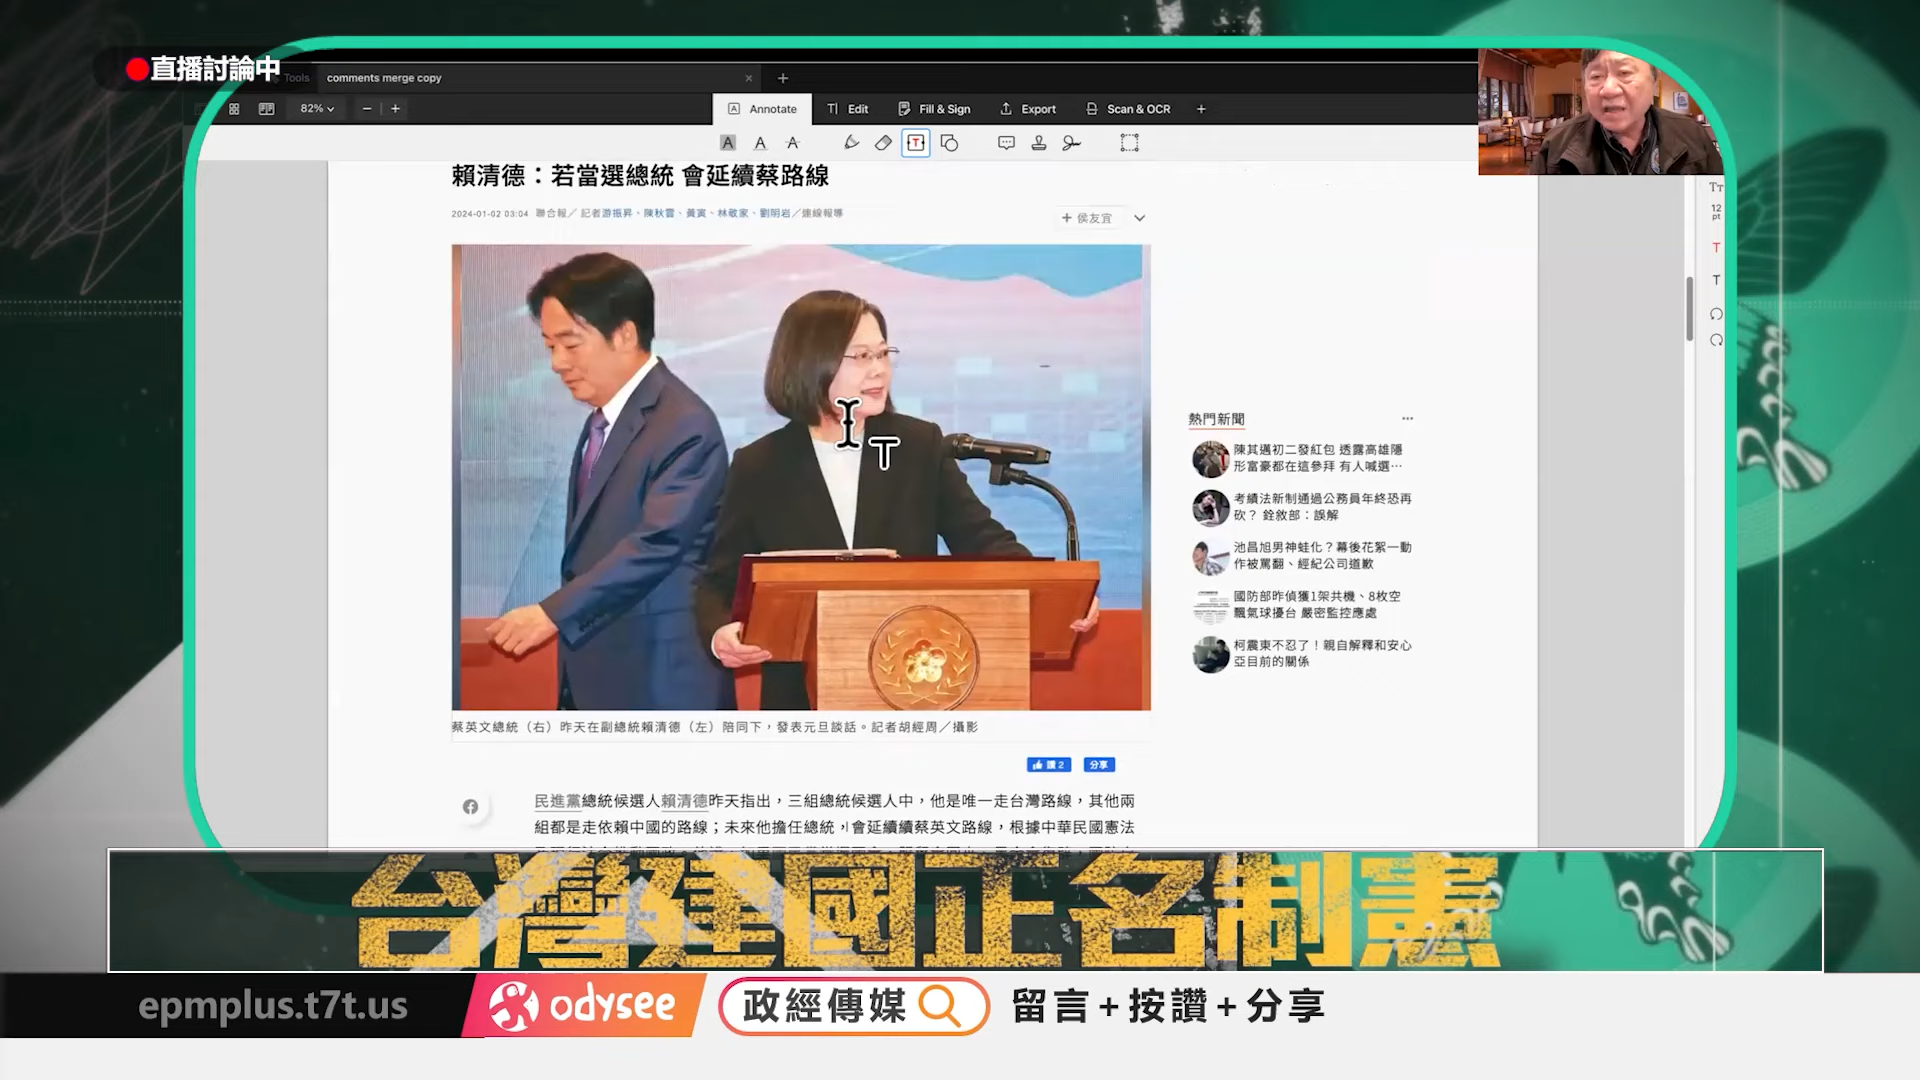 直播討論中
Tools
comments merge copy
82%
Annotate
Edit
Fill & Sign
Export
Scan & OCR
賴清德：若當選總統 會延續蔡路線
2024-01-02 03:04 聯合報／ 記者游振昇、陳秋雲、黃寅、林敬家、劉明岩／連線報導
+ 侯友宜
蔡英文總統（右）昨天在副總統賴清德（左）陪同下，發表元旦談話。記者胡經周／攝影
讚 2
分享
民進黨總統候選人賴清德昨天指出，三組總統候選人中，他是唯一走台灣路線，其他兩
組都是走依賴中國的路線；未來他擔任總統，會延續續蔡英文路線，根據中華民國憲法
熱門新聞
陳其邁初二發紅包 透露高雄隱
形富豪都在這參拜 有人喊選…
考績法新制通過公務員年終恐再
砍？ 銓敘部：誤解
池昌旭男神蛙化？幕後花絮一動
作被罵翻、經紀公司道歉
國防部昨偵獲1架共機、8枚空
飄氣球擾台 嚴密監控應處
柯震東不忍了！親自解釋和安心
亞目前的關係
12
pt
台灣建國正名制憲
epmplus.t7t.us
odysee
政經傳媒
留言+按讚+分享